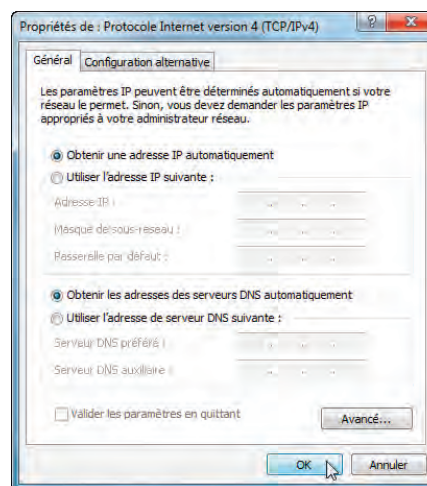 Propriétés de : Protocole Internet version 4 (TCP/IPv4)
Général
Configuration alternative
Les paramètres IP peuvent être déterminés automatiquement si votre
réseau le permet. Sinon, vous devez demander les paramètres IP
appropriés à votre administrateur réseau.
Obtenir une adresse IP automatiquement
Utiliser l'adresse IP suivante :
Adresse IP :
Masque de sous-réseau :
Passerelle par défaut :
Obtenir les adresses des serveurs DNS automatiquement
Utiliser l'adresse de serveur DNS suivante :
Serveur DNS préféré :
Serveur DNS auxiliaire :
Valider les paramètres en quittant
Avancé...
OK
Annuler